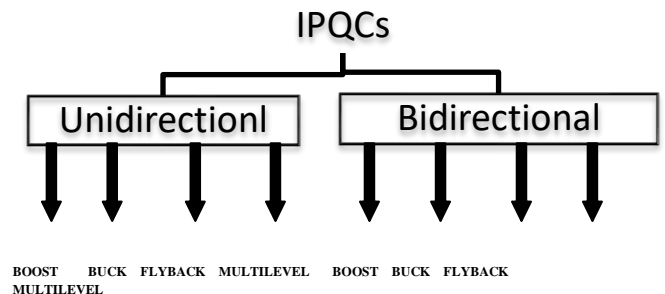 IPQCs
Unidirectionl
Bidirectional
BOOST BUCK FLYBACK MULTILEVEL BOOST BUCK FLYBACK
MULTILEVEL